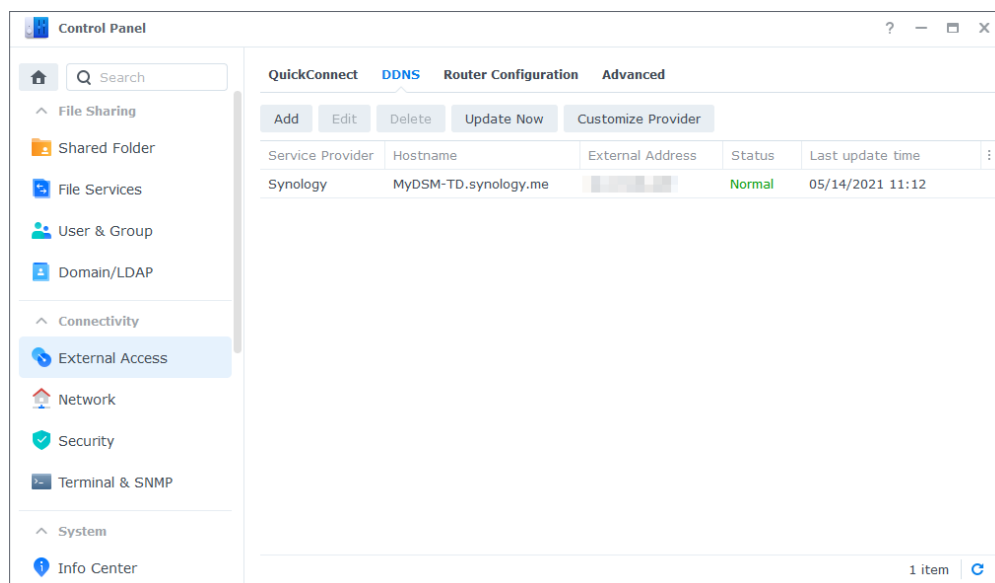 Control Panel
?
Search
File Sharing
Shared Folder
File Services
User & Group
Domain/LDAP
Connectivity
External Access
Network
Security
Terminal & SNMP
System
Info Center
QuickConnect DDNS Router Configuration Advanced
Add Edit Delete Update Now Customize Provider
Service Provider Hostname External Address Status Last update time
Synology MyDSM-TD.synology.me Normal 05/14/2021 11:12
1 item